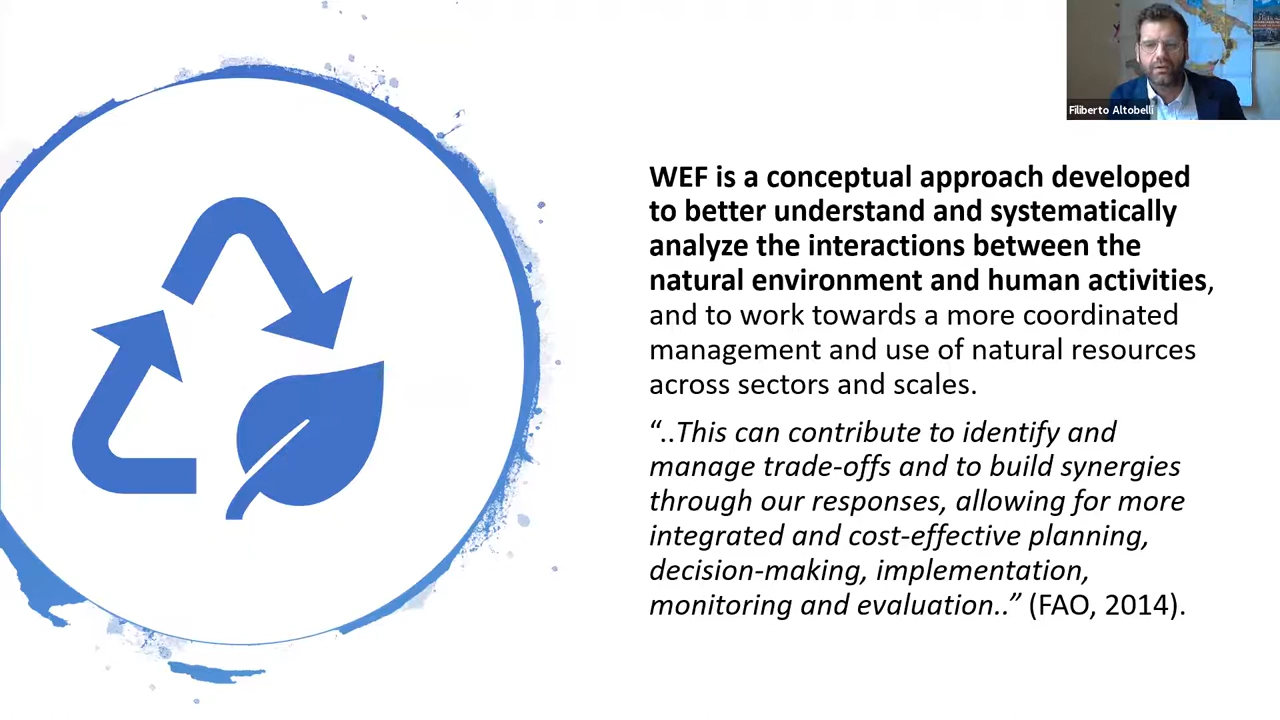 Filiberto Altobelli
WEF is a conceptual approach developed
to better understand and systematically
analyze the interactions between the
natural environment and human activities,
and to work towards a more coordinated
management and use of natural resources
across sectors and scales.
“..This can contribute to identify and
manage trade-offs and to build synergies
through our responses, allowing for more
integrated and cost-effective planning,
decision-making, implementation,
monitoring and evaluation..” (FAO, 2014).